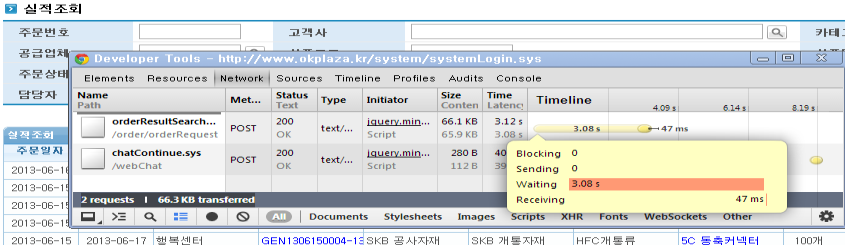 실적조회
주문번호
고객사
카테
공급업체
주문상태
담당자
Developer Tools - http://www.okplaza.kr/system/systemLogin.sys
Elements Resources Network Sources Timeline Profiles Audits Console
Name Met... Status Type Initiator Size Time Timeline
Path Text Conten Latency 4.09 s 6.14 s 8.19 s
orderResultSearch... POST 200 text/... jquery.min... 66.1 KB 3.12 s 3.08 s 47 ms
/order/orderRequest OK Script 65.9 KB 3.08 s
chatContinue.sys POST 200 text/... jquery.min... 280 B
/webChat OK Script 112 B
Blocking 0
Sending 0
Waiting 3.08 s
Receiving 47 ms
2 requests | 66.3 KB transferred
All Documents Stylesheets Images Scripts XHR Fonts WebSockets Other
실적조회
주문일자
2013-06-16
2013-06-15
2013-06-15
2013-06-15
2013-06-15 2013-06-17 행복센터 GEN1306150004-13 SKB 공사자재 SKB 개통자재 HFC개통류 5C 동축커넥터 100개